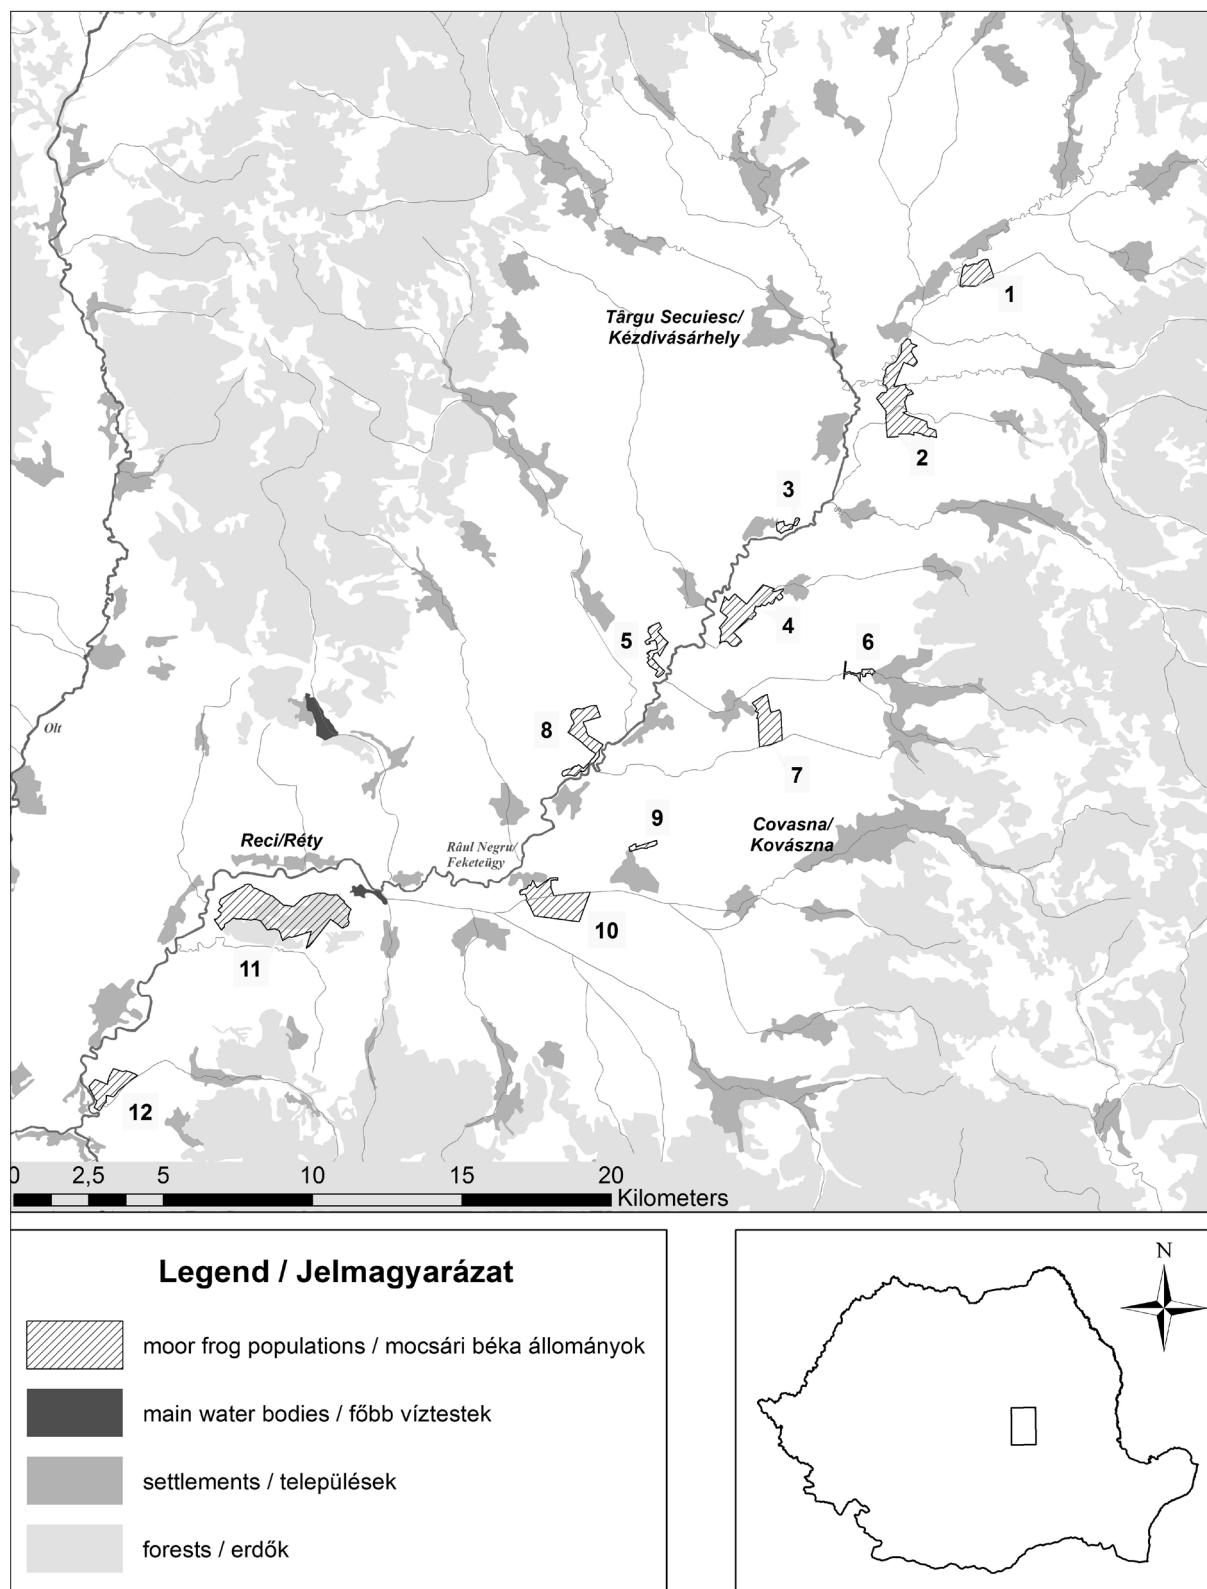 1
Târgu Secuiesc/
Kézdivásárhely
2
3
4
5
6
Olt
8
7
9
Covasna/
Kovászna
Reci/Réty
Râul Negru/
Feketeügy
10
11
12
0 2,5 5 10 15 20
Kilometers
Legend / Jelmagyarázat
moor frog populations / mocsári béka állományok
main water bodies / főbb víztestek
settlements / települések
forests / erdők
N